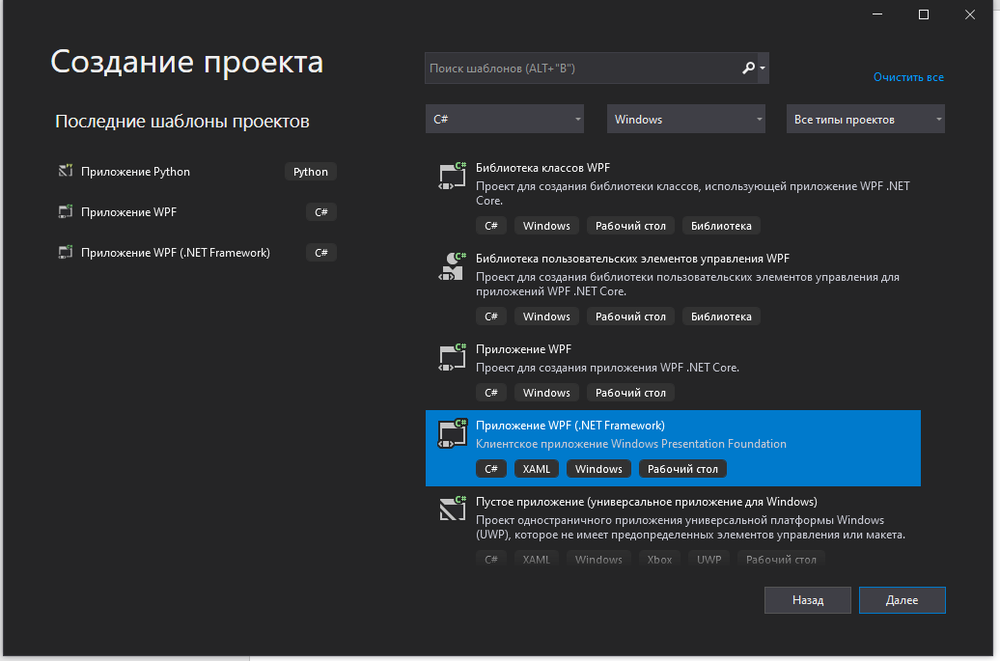 Создание проекта
Последние шаблоны проектов
Приложение Python
Python
Приложение WPF
C#
Приложение WPF (.NET Framework)
C#
Поиск шаблонов (ALT+"В")
Очистить все
C#
Windows
Все типы проектов
Библиотека классов WPF
Проект для создания библиотеки классов, использующей приложение WPF .NET
Core.
C# Windows Рабочий стол Библиотека
Библиотека пользовательских элементов управления WPF
Проект для создания библиотеки пользовательских элементов управления для
приложений WPF .NET Core.
C# Windows Рабочий стол Библиотека
Приложение WPF
Проект для создания приложения WPF .NET Core.
C# Windows Рабочий стол
Приложение WPF (.NET Framework)
Клиентское приложение Windows Presentation Foundation
C# XAML Windows Рабочий стол
Пустое приложение (универсальное приложение для Windows)
Проект одностраничного приложения универсальной платформы Windows
(UWP), которое не имеет предопределенных элементов управления или макета.
C# XAML Windows Xbox UWP Рабочий стол
Назад
Далее